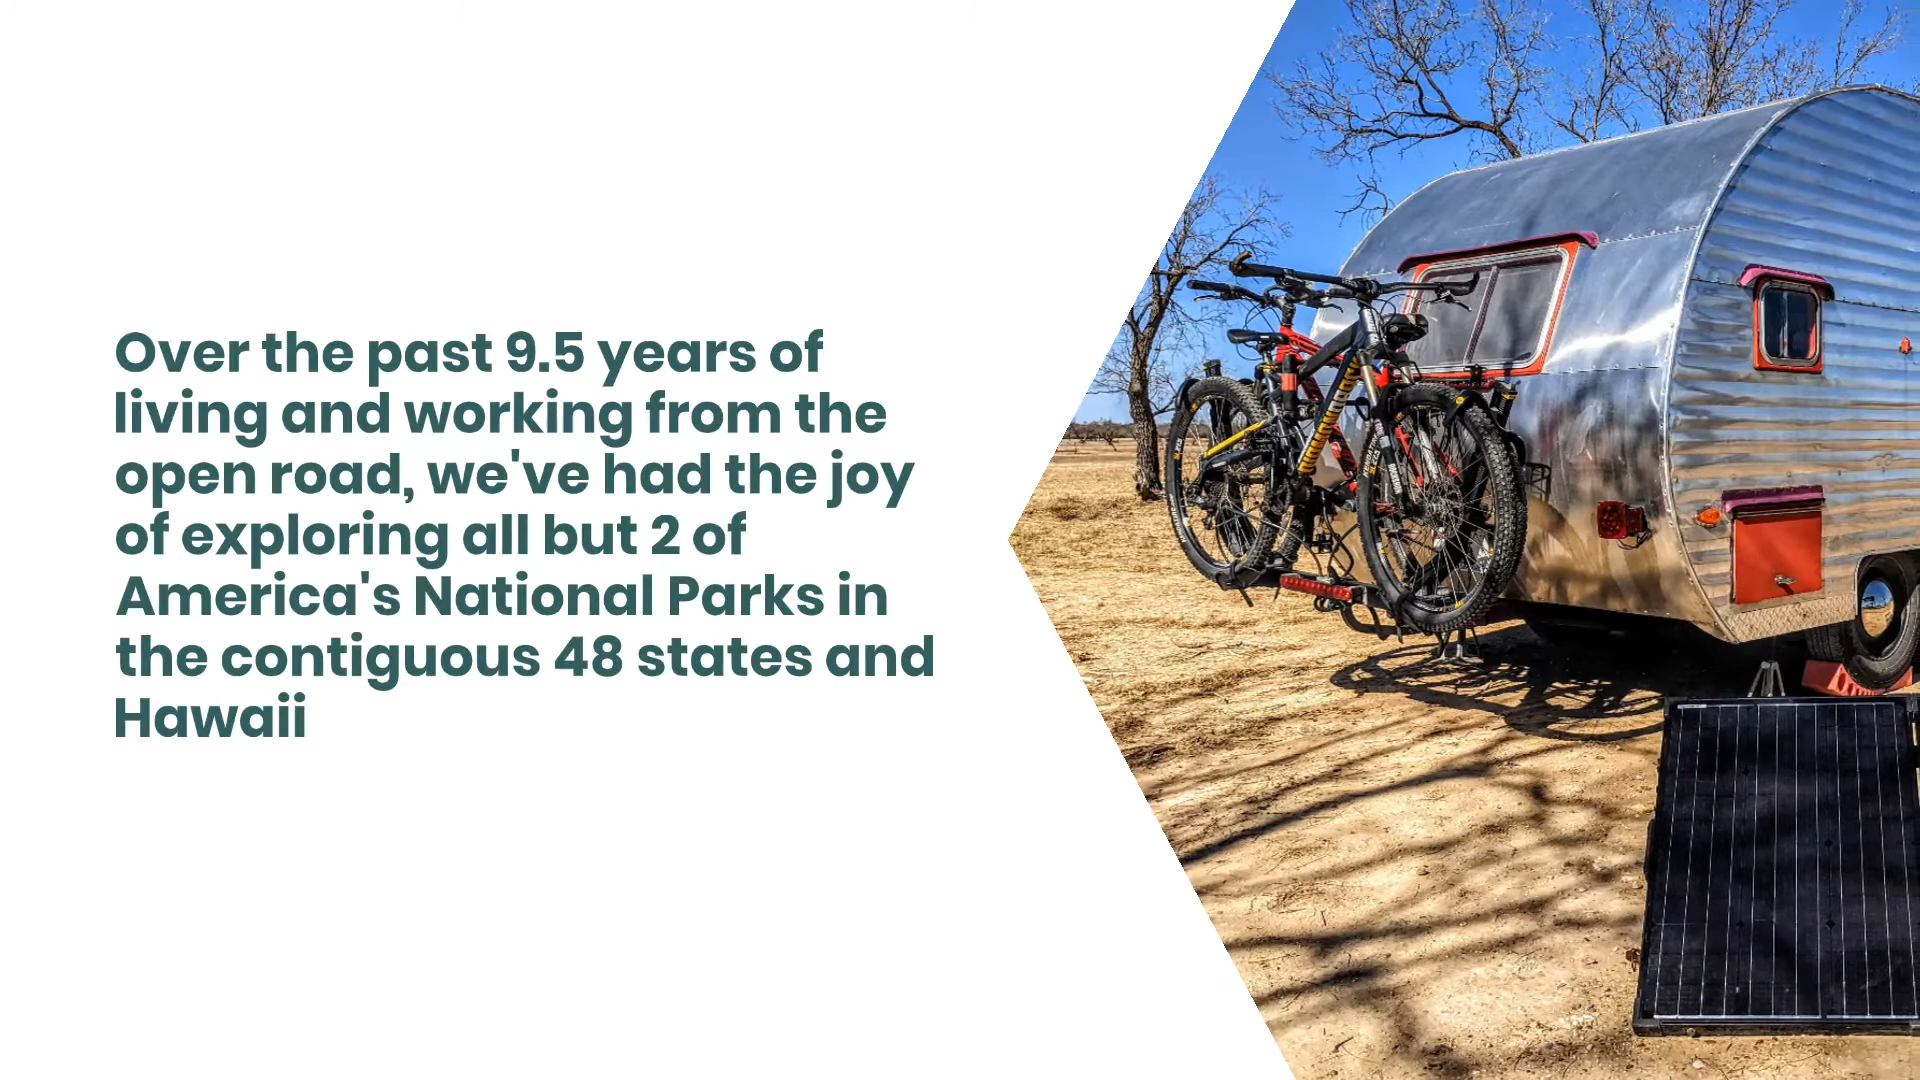 Over the past 9.5 years of
living and working from the
open road, we've had the joy
of exploring all but 2 of
America's National Parks in
the contiguous 48 states and
Hawaii